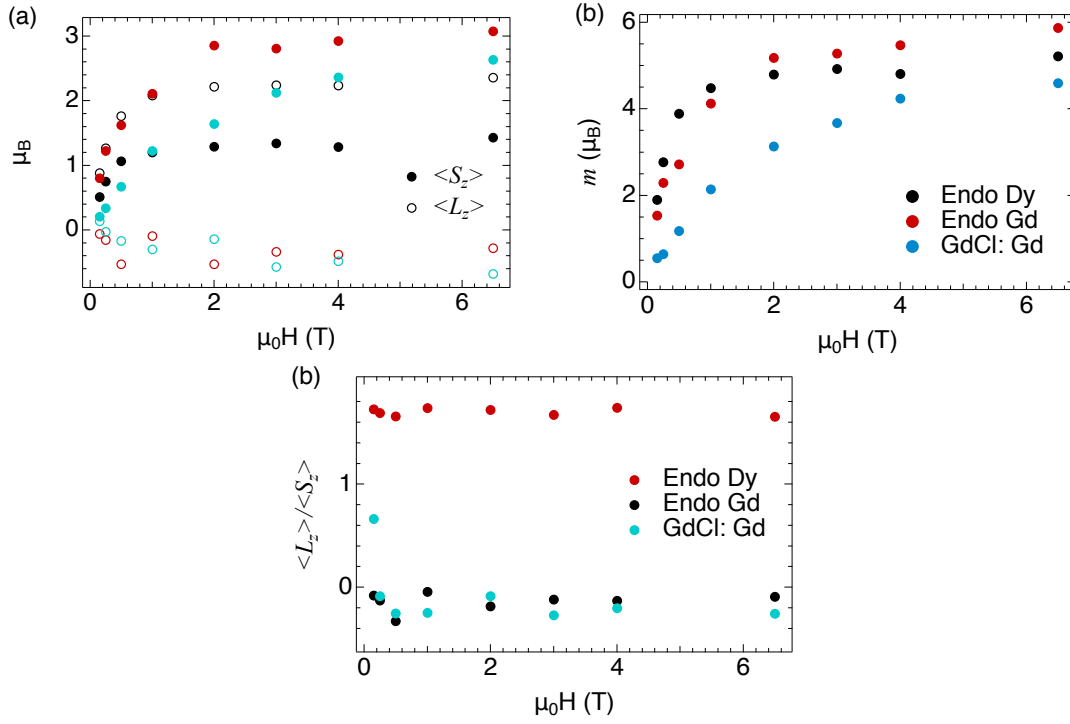 (a)
3
2
1
0
μB
<Sz>
<Lz>
0
2
4
6
μ0H (T)
(b)
6
4
2
0
m (μB)
Endo Dy
Endo Gd
GdCl: Gd
0
2
4
6
μ0H (T)
(b)
1
0
<Lz>/<Sz>
Endo Dy
Endo Gd
GdCl: Gd
0
2
4
6
μ0H (T)